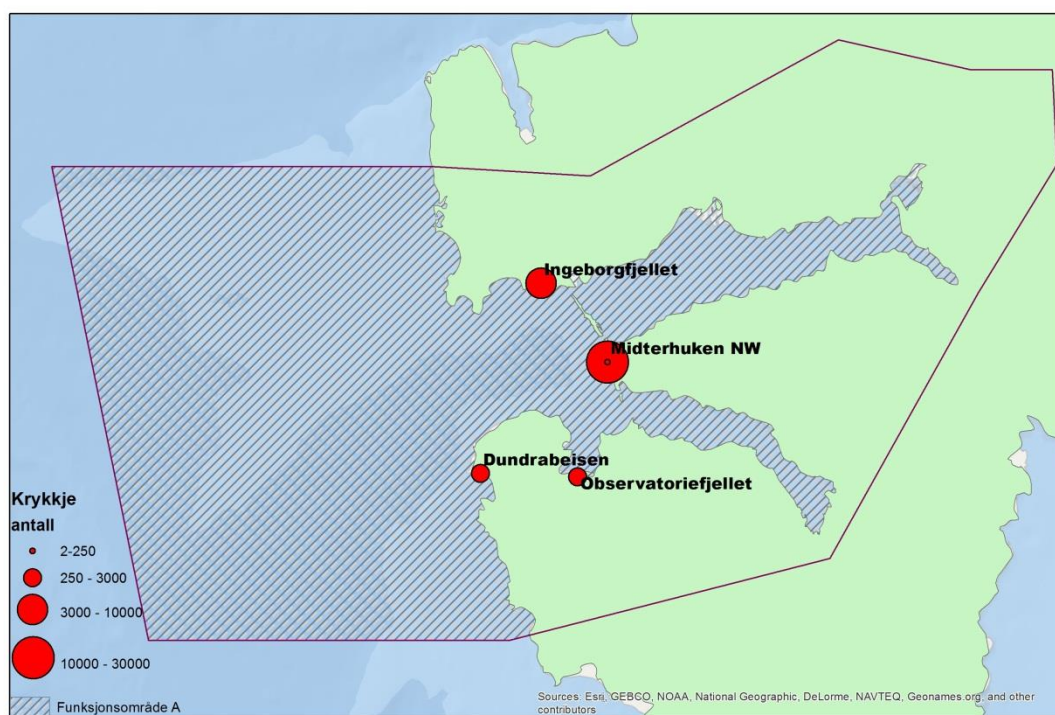 Ingeborgfjellet
Midterhuken NW
Dundrabeisen
Observatoriefjellet
Krykkje
antall
2-250
250 - 3000
3000 - 10000
10000 - 30000
Funksjonsområde A
Sources: Esri, GEBCO, NOAA, National Geographic, DeLorme, NAVTEQ, Geonames.org, and other
contributors